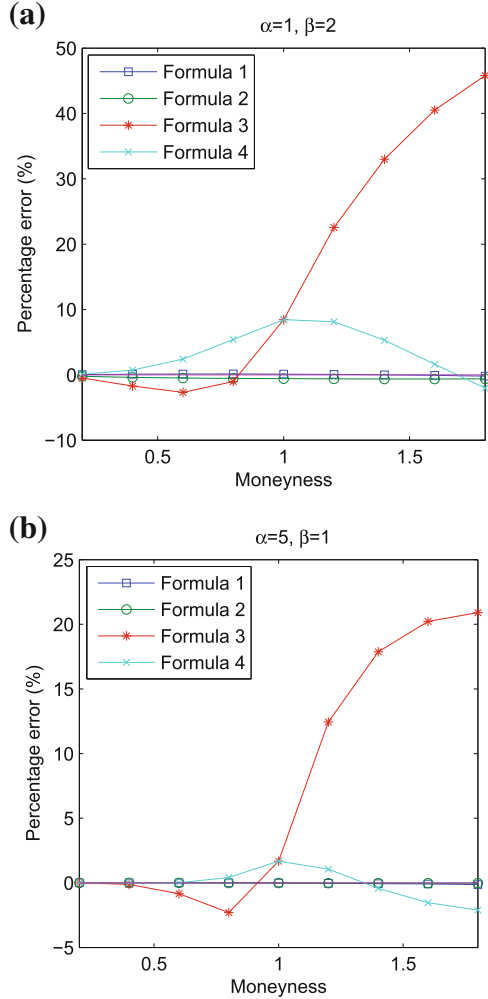 (a)
α=1, β=2
50
40
30
20
10
0
−10
Percentage error (%)
Formula 1
Formula 2
Formula 3
Formula 4
0.5
1
1.5
Moneyness
(b)
α=5, β=1
25
20
15
10
5
0
−5
Percentage error (%)
Formula 1
Formula 2
Formula 3
Formula 4
0.5
1
1.5
Moneyness